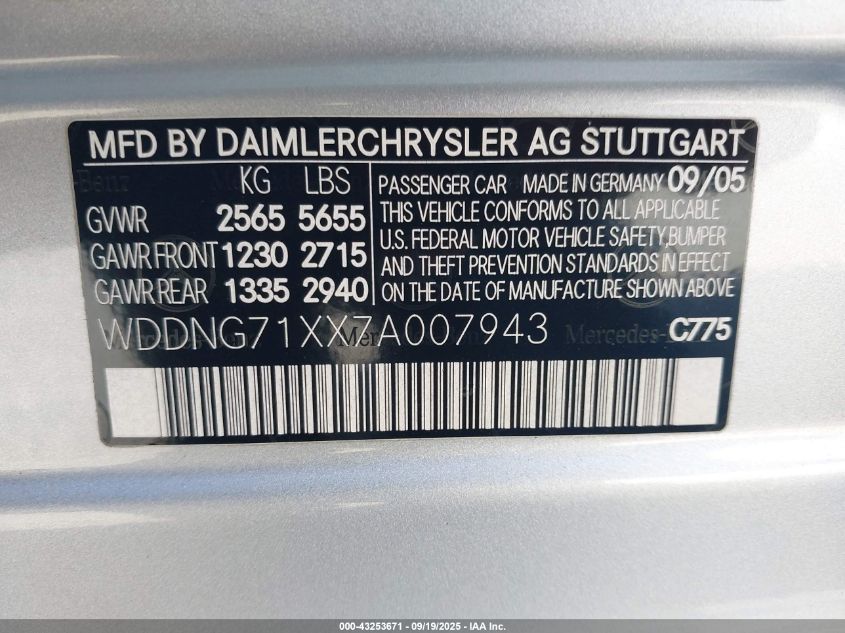 MFD BY DAIMLERCHRYSLER AG STUTTGART
KG LBS
GVWR 2565 5655
GAWR FRONT 1230 2715
GAWR REAR 1335 2940
PASSENGER CAR MADE IN GERMANY 09/05
THIS VEHICLE CONFORMS TO ALL APPLICABLE
U.S. FEDERAL MOTOR VEHICLE SAFETY, BUMPER
AND THEFT PREVENTION STANDARDS IN EFFECT
ON THE DATE OF MANUFACTURE SHOWN ABOVE.
WDDNG71XX7A007943
C775
000-43253671 - 09/19/2025 - IAA Inc.